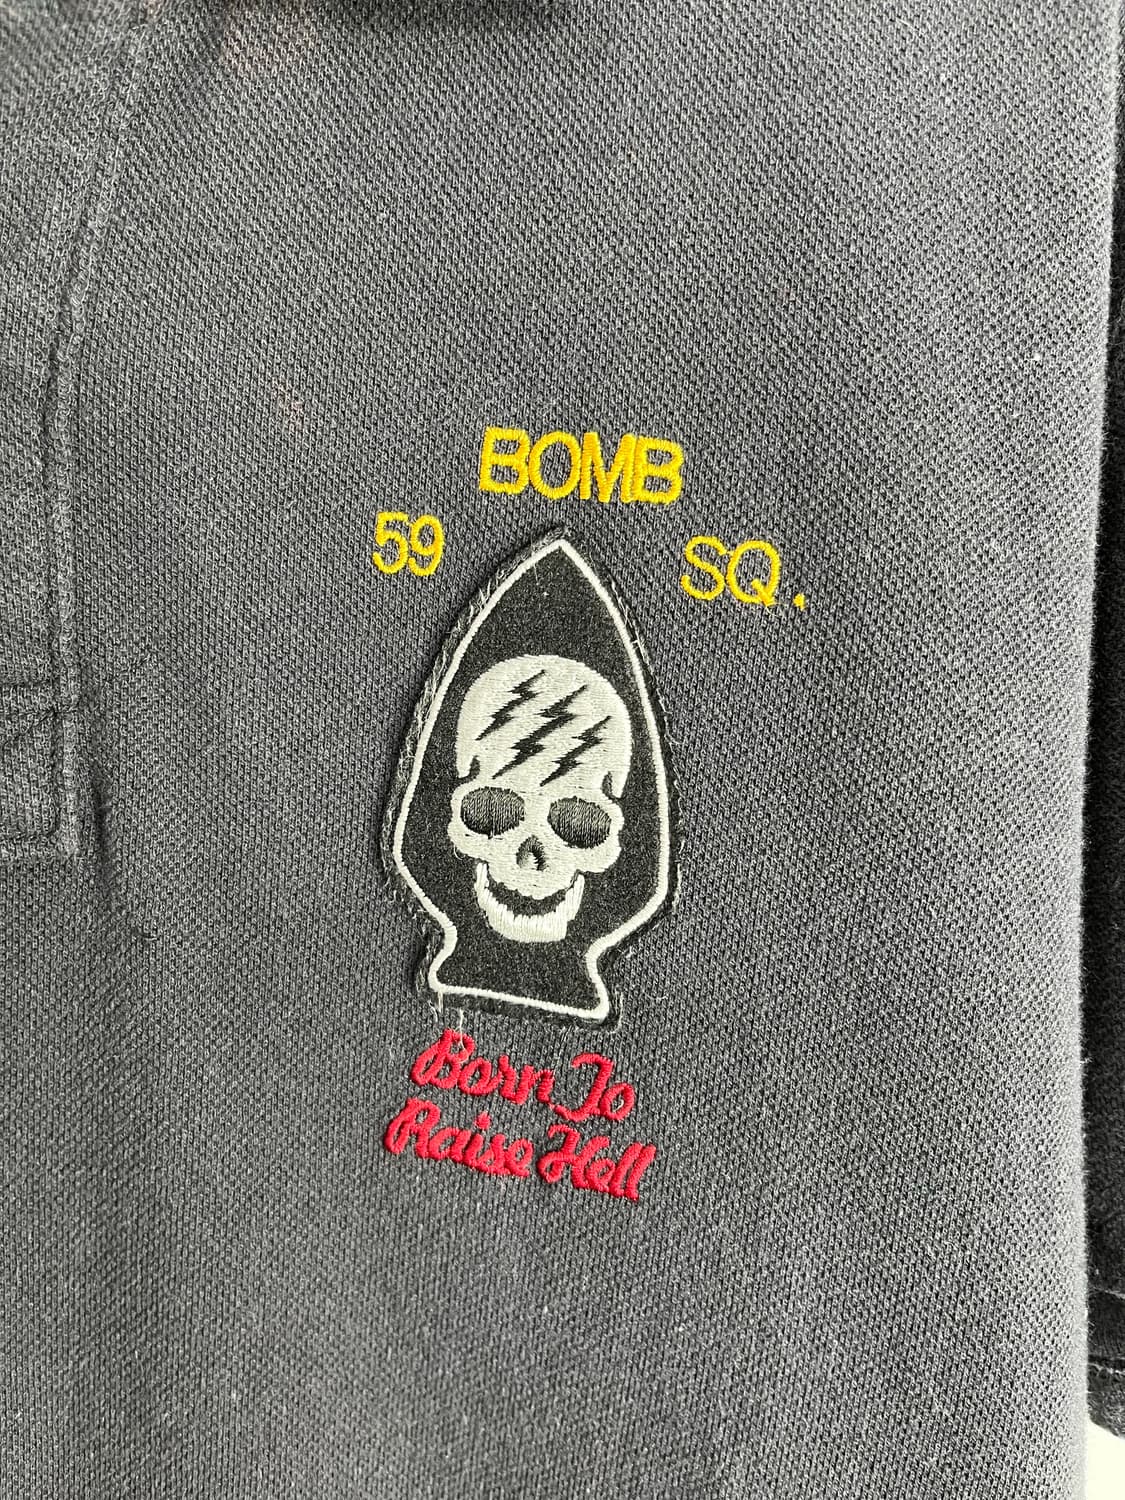 BOMB
59 SQ.
Born To
Raise Hell